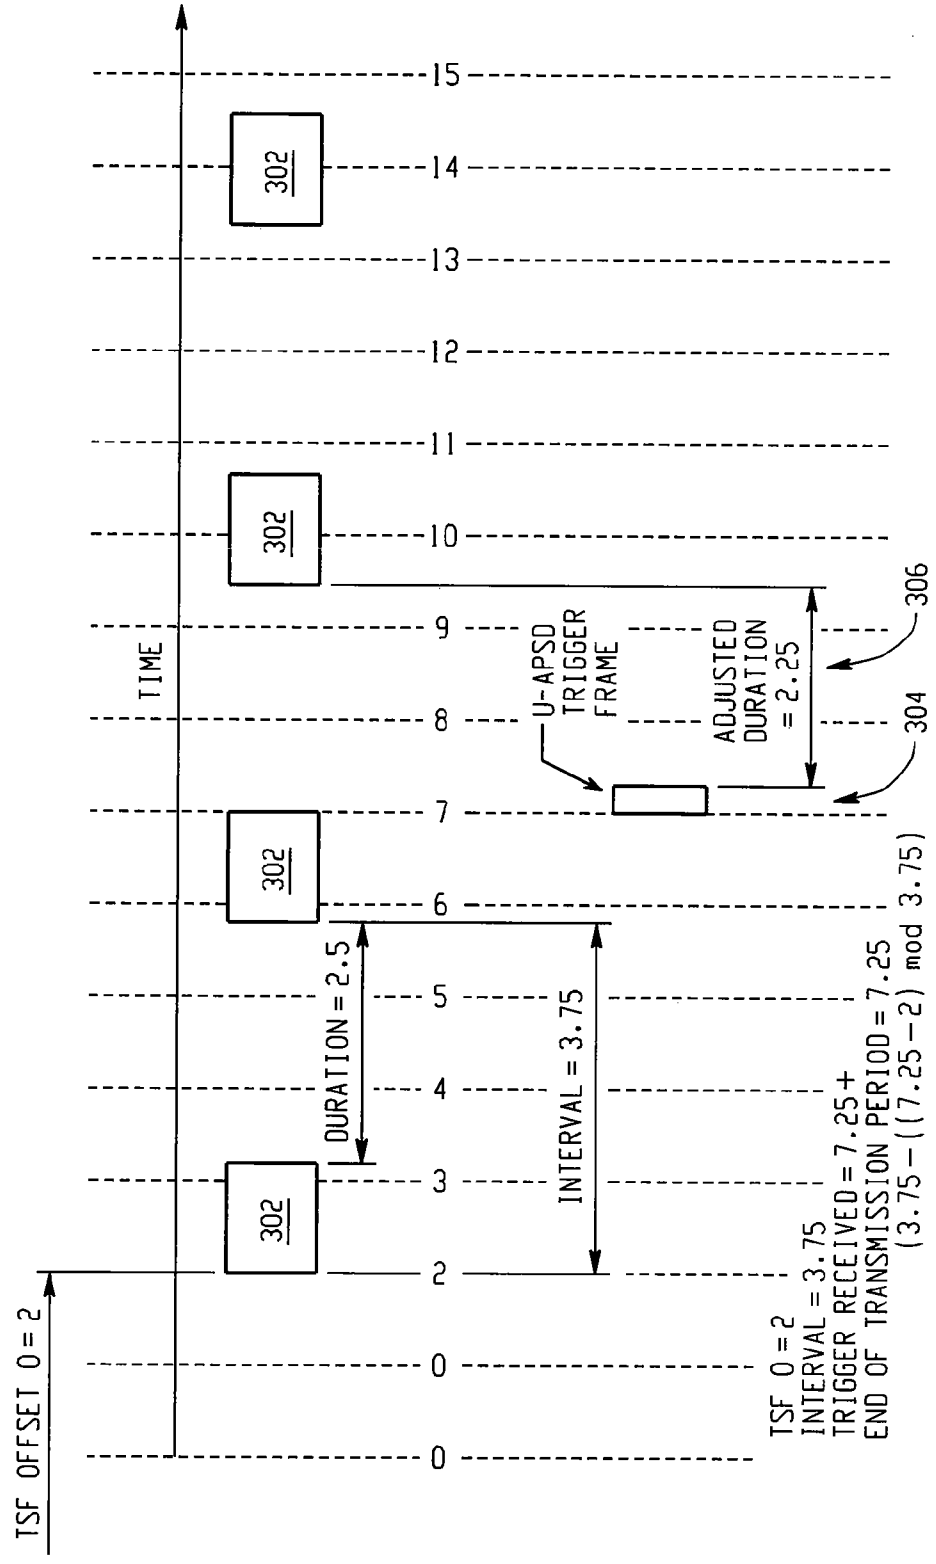 TSF OFFSET O=2
TIME
302
302
302
302
0
0
2
3
4
5
6
7
8
9
10
11
12
13
14
15
DURATION=2.5
INTERVAL=3.75
U-APSD
TRIGGER
FRAME
ADJUSTED
DURATION
=2.25
306
304
TSF O=2
INTERVAL=3.75
TRIGGER RECEIVED=7.25+
END OF TRANSMISSION PERIOD=7.25
(3.75-((7.25-2) mod 3.75)